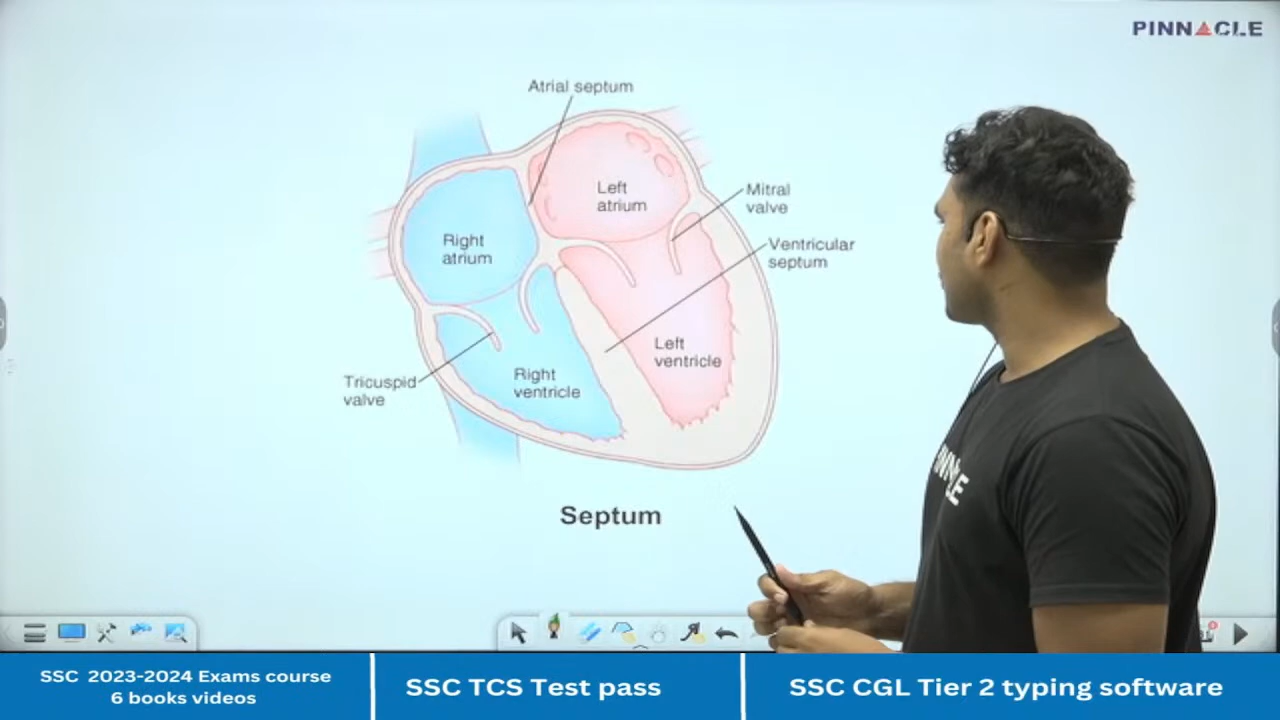 PINNACLE
Atrial septum
Left
atrium
Mitral
valve
Right
atrium
Ventricular
septum
Left
ventricle
Tricuspid
valve
Right
ventricle
Septum
SSC 2023-2024 Exams course
6 books videos
SSC TCS Test pass
SSC CGL Tier 2 typing software